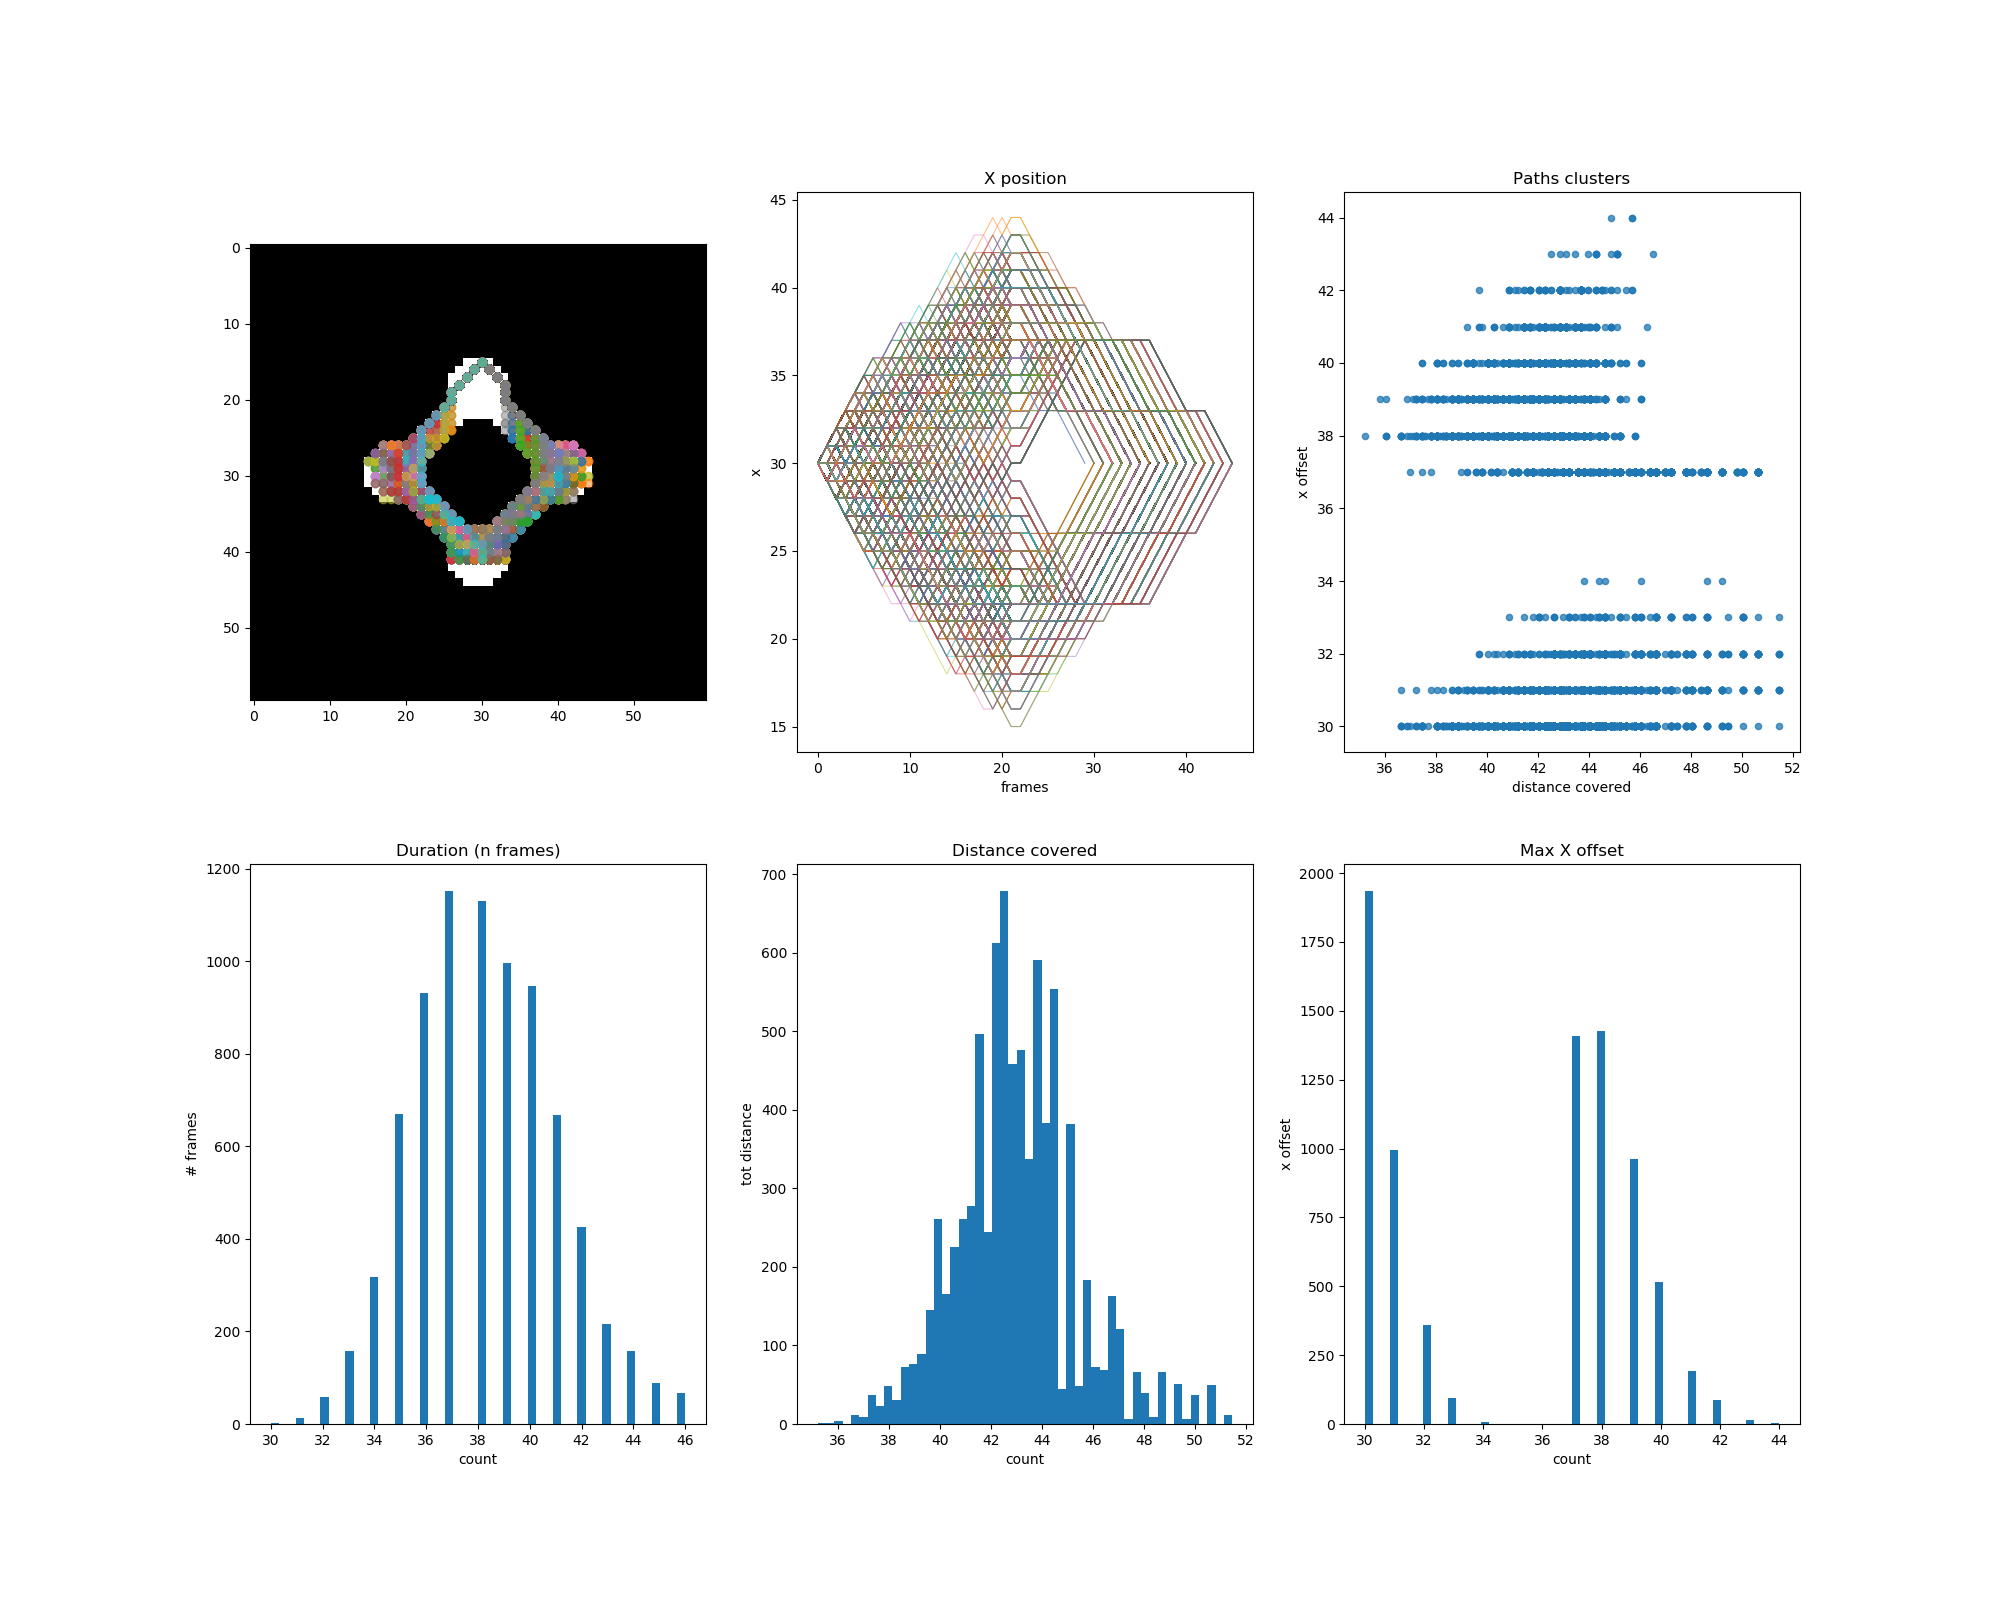 X position
Paths clusters
0
10
20
30
40
50
0 10 20 30 40 50
x
45
40
35
30
25
20
15
0 10 20 30 40
frames
x offset
44
42
40
38
36
34
32
30
36 38 40 42 44 46 48 50 52
distance covered
Duration (n frames)
# frames
1200
1000
800
600
400
200
0
30 32 34 36 38 40 42 44 46
count
Distance covered
tot distance
700
600
500
400
300
200
100
0
36 38 40 42 44 46 48 50 52
count
Max X offset
x offset
2000
1750
1500
1250
1000
750
500
250
0
30 32 34 36 38 40 42 44
count